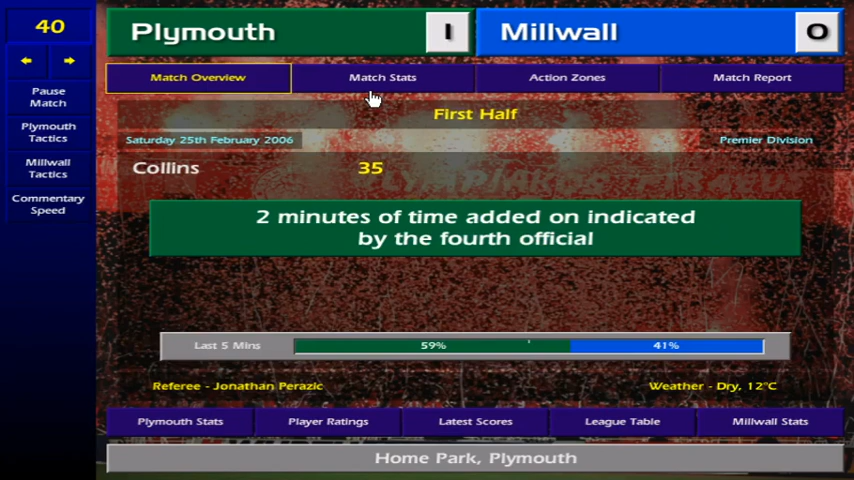 40
Plymouth 1 Millwall 0
Match Overview Match Stats Action Zones Match Report
Pause
Match
Plymouth
Tactics
Millwall
Tactics
Commentary
Speed
First Half
Saturday 25th February 2006 Premier Division
Collins 35
2 minutes of time added on indicated
by the fourth official
Last 5 Mins 59% 41%
Referee - Jonathan Perazic Weather - Dry, 12°C
Plymouth Stats Player Ratings Latest Scores League Table Millwall Stats
Home Park, Plymouth